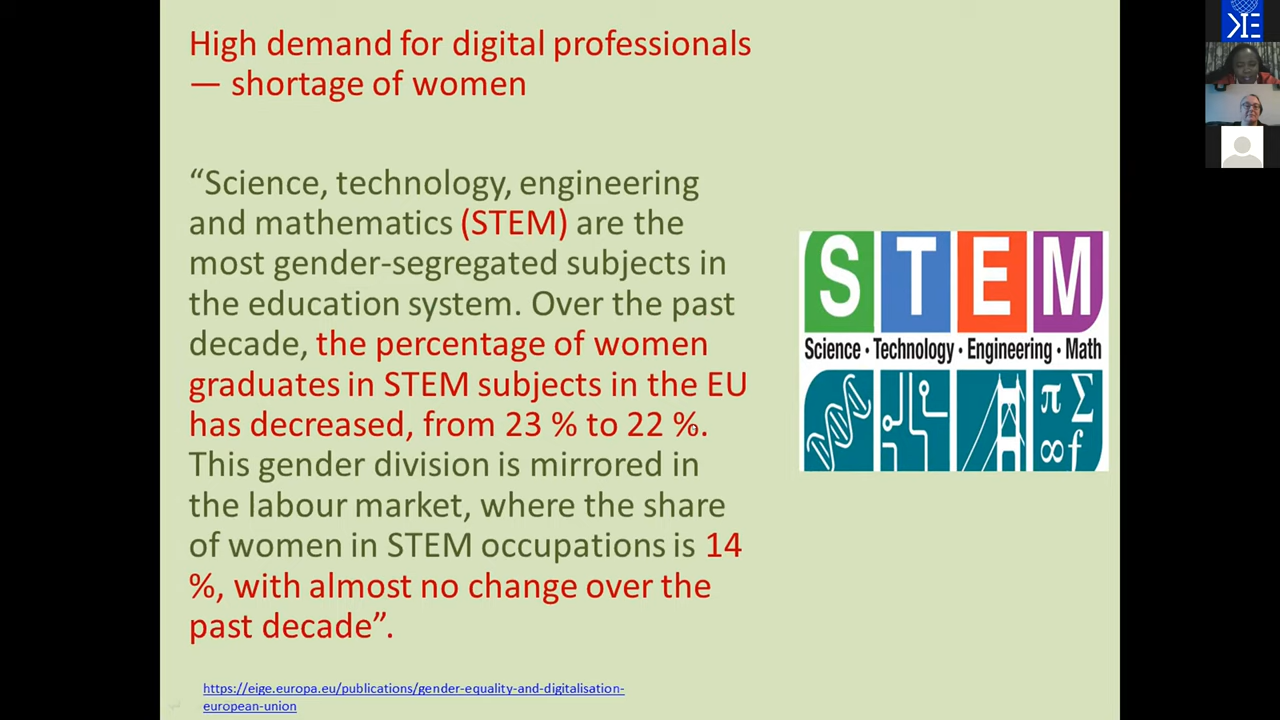 High demand for digital professionals
— shortage of women
“Science, technology, engineering
and mathematics (STEM) are the
most gender-segregated subjects in
the education system. Over the past
decade, the percentage of women
graduates in STEM subjects in the EU
has decreased, from 23 % to 22 %.
This gender division is mirrored in
the labour market, where the share
of women in STEM occupations is 14
%, with almost no change over the
past decade”.
https://eige.europa.eu/publications/gender-equality-and-digitalisation-
european-union
S T E M
Science · Technology · Engineering · Math
π Σ
∞ f
KE